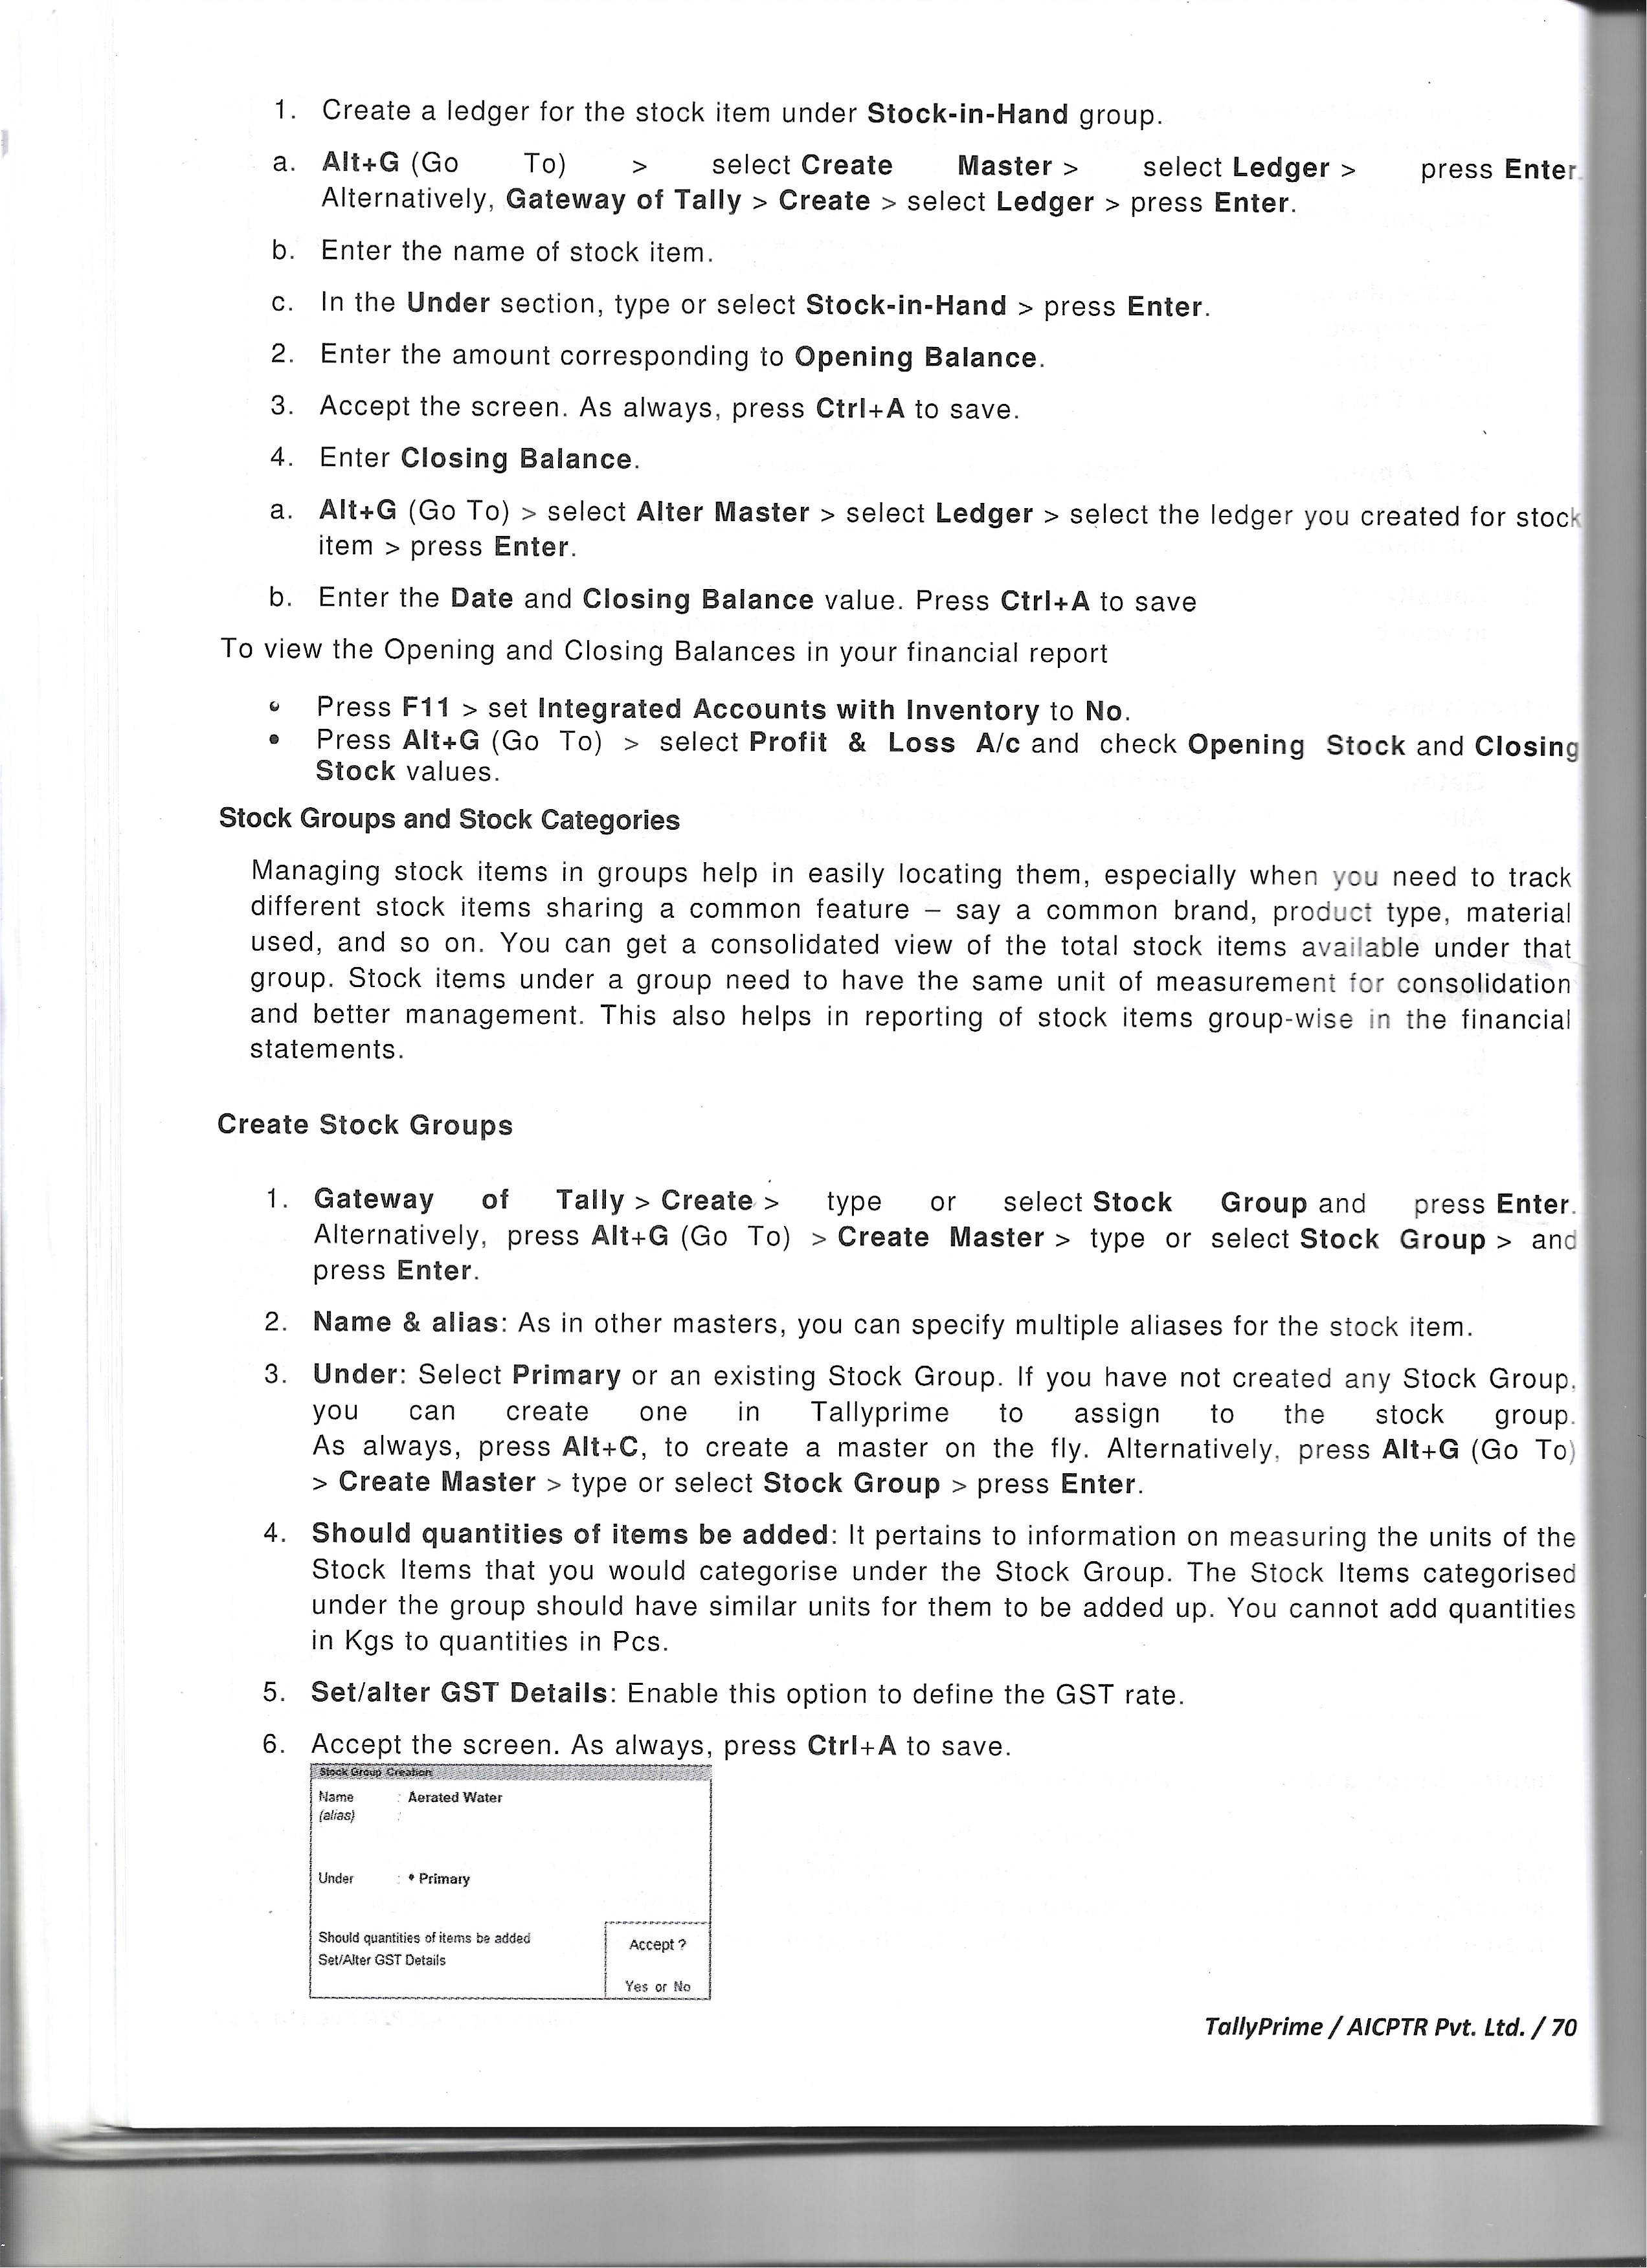 1. Create a ledger for the stock item under Stock-in-Hand group.
a. Alt+G (Go To) > select Create Master > select Ledger > press Enter.
Alternatively, Gateway of Tally > Create > select Ledger > press Enter.
b. Enter the name of stock item.
c. In the Under section, type or select Stock-in-Hand > press Enter.
2. Enter the amount corresponding to Opening Balance.
3. Accept the screen. As always, press Ctrl+A to save.
4. Enter Closing Balance.
a. Alt+G (Go To) > select Alter Master > select Ledger > select the ledger you created for stock
item > press Enter.
b. Enter the Date and Closing Balance value. Press Ctrl+A to save
To view the Opening and Closing Balances in your financial report
• Press F11 > set Integrated Accounts with Inventory to No.
• Press Alt+G (Go To) > select Profit & Loss A/c and check Opening Stock and Closing
Stock values.
Stock Groups and Stock Categories
Managing stock items in groups help in easily locating them, especially when you need to track
different stock items sharing a common feature – say a common brand, product type, material
used, and so on. You can get a consolidated view of the total stock items available under that
group. Stock items under a group need to have the same unit of measurement for consolidation
and better management. This also helps in reporting of stock items group-wise in the financial
statements.
Create Stock Groups
1. Gateway of Tally > Create > type or select Stock Group and press Enter.
Alternatively, press Alt+G (Go To) > Create Master > type or select Stock Group > and
press Enter.
2. Name & alias: As in other masters, you can specify multiple aliases for the stock item.
3. Under: Select Primary or an existing Stock Group. If you have not created any Stock Group,
you can create one in Tallyprime to assign to the stock group.
As always, press Alt+C, to create a master on the fly. Alternatively, press Alt+G (Go To)
> Create Master > type or select Stock Group > press Enter.
4. Should quantities of items be added: It pertains to information on measuring the units of the
Stock Items that you would categorise under the Stock Group. The Stock Items categorised
under the group should have similar units for them to be added up. You cannot add quantities
in Kgs to quantities in Pcs.
5. Set/alter GST Details: Enable this option to define the GST rate.
6. Accept the screen. As always, press Ctrl+A to save.
Stock Group Creation
Name : Aerated Water
(alias) :
Under : ♦ Primary
Should quantities of items be added
Set/Alter GST Details
Accept ?
Yes or No
TallyPrime / AICPTR Pvt. Ltd. / 70